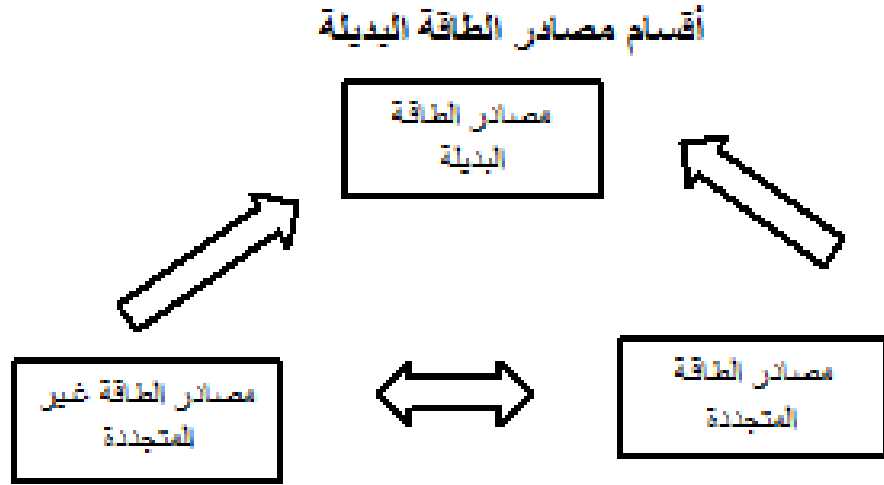 أقسام مصادر الطاقة البديلة
مصادر الطاقة
البديلة
مصادر الطاقة
المتجددة
مصادر الطاقة غير
المتجددة